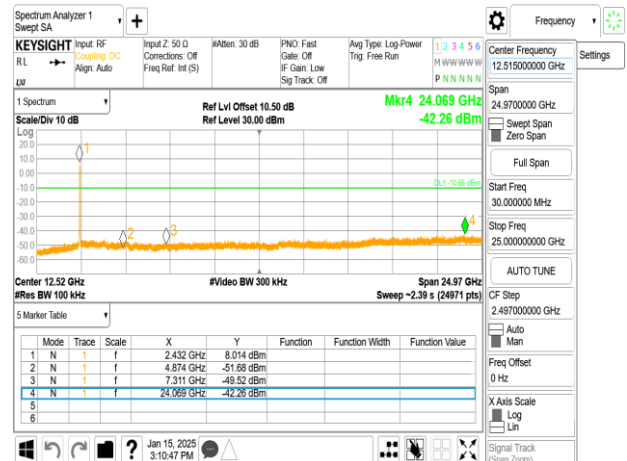 Spectrum Analyzer 1
Swept SA
Frequency
KEYSIGHT
RL
Input: RF
Coupling: DC
Align: Auto
Input Z: 50 Ω
Corrections: Off
Freq Ref: Int (S)
#Atten: 30 dB
PNO: Fast
Gate: Off
IF Gain: Low
Sig Track: Off
Avg Type: Log-Power
Trig: Free Run
1 2 3 4 5 6
M W W W W W
P N N N N N
LXI
1 Spectrum
Scale/Div 10 dB
Ref Lvl Offset 10.50 dB
Ref Level 30.00 dBm
Mkr4 24.069 GHz
-42.26 dBm
Log
20.0
10.0
0.00
-10.0
-20.0
-30.0
-40.0
-50.0
-60.0
1
2
3
4
DL1 -10.66 dBm
Center 12.52 GHz
#Res BW 100 kHz
#Video BW 300 kHz
Span 24.97 GHz
Sweep ~2.39 s (24971 pts)
5 Marker Table
Mode Trace Scale X Y Function Function Width Function Value
1 N 1 f 2.432 GHz 8.014 dBm
2 N 1 f 4.874 GHz -51.68 dBm
3 N 1 f 7.311 GHz -49.52 dBm
4 N 1 f 24.069 GHz -42.26 dBm
5
6
Jan 15, 2025
3:10:47 PM
?
Center Frequency
12.515000000 GHz
Settings
Span
24.9700000 GHz
Swept Span
Zero Span
Full Span
Start Freq
30.000000 MHz
Stop Freq
25.000000000 GHz
AUTO TUNE
CF Step
2.497000000 GHz
Auto
Man
Freq Offset
0 Hz
X Axis Scale
Log
Lin
Signal Track
(Span Zoom)